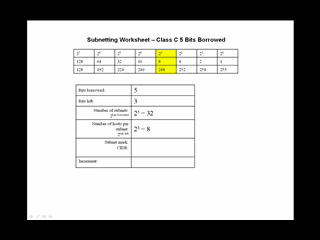 Subnetting Worksheet – Class C 5 Bits Borrowed
2⁷ 2⁶ 2⁵ 2⁴ 2³ 2² 2¹ 2⁰
128 64 32 16 8 4 2 1
128 192 224 240 248 252 254 255
Bits borrowed: 5
Bits left: 3
Number of subnets: 2⁵ = 32
Number of hosts per 2³ = 8
subnet
Subnet mask:
CIDR:
Increment: